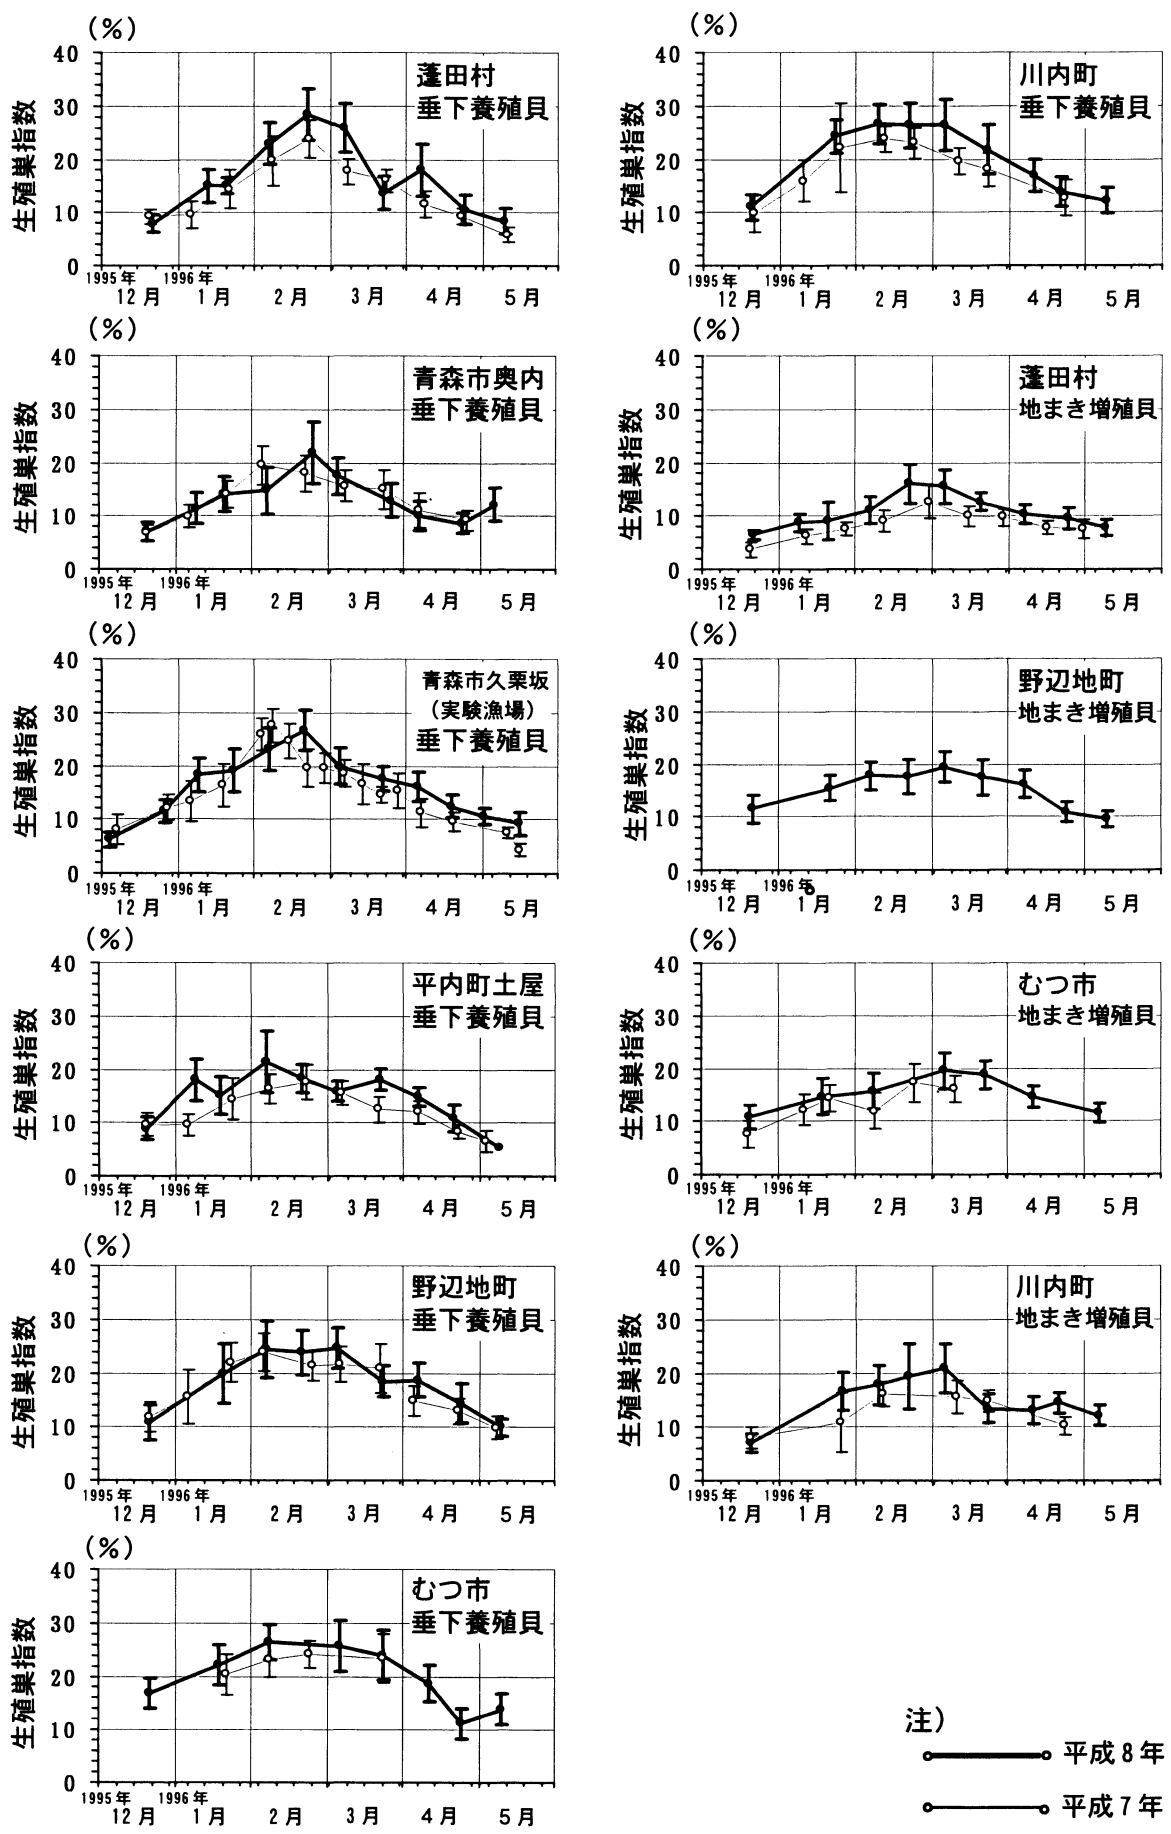 (%)
40
30
20
10
0
生殖巣指数
蓬田村
垂下養殖貝
1995年
1996年
12月
1月
2月
3月
4月
5月
(%)
40
30
20
10
0
生殖巣指数
川内町
垂下養殖貝
1995年
1996年
12月
1月
2月
3月
4月
5月
(%)
40
30
20
10
0
生殖巣指数
青森市奥内
垂下養殖貝
1995年
1996年
12月
1月
2月
3月
4月
5月
(%)
40
30
20
10
0
生殖巣指数
蓬田村
地まき増殖貝
1995年
1996年
12月
1月
2月
3月
4月
5月
(%)
40
30
20
10
0
生殖巣指数
青森市久栗坂
(実験漁場)
垂下養殖貝
1995年
1996年
12月
1月
2月
3月
4月
5月
(%)
40
30
20
10
0
生殖巣指数
野辺地町
地まき増殖貝
1995年
1996年
12月
1月
2月
3月
4月
5月
(%)
40
30
20
10
0
生殖巣指数
平内町土屋
垂下養殖貝
1995年
1996年
12月
1月
2月
3月
4月
5月
(%)
40
30
20
10
0
生殖巣指数
むつ市
地まき増殖貝
1995年
1996年
12月
1月
2月
3月
4月
5月
(%)
40
30
20
10
0
生殖巣指数
野辺地町
垂下養殖貝
1995年
1996年
12月
1月
2月
3月
4月
5月
(%)
40
30
20
10
0
生殖巣指数
川内町
地まき増殖貝
1995年
1996年
12月
1月
2月
3月
4月
5月
(%)
40
30
20
10
0
生殖巣指数
むつ市
垂下養殖貝
1995年
1996年
12月
1月
2月
3月
4月
5月
注)
平成8年
平成7年